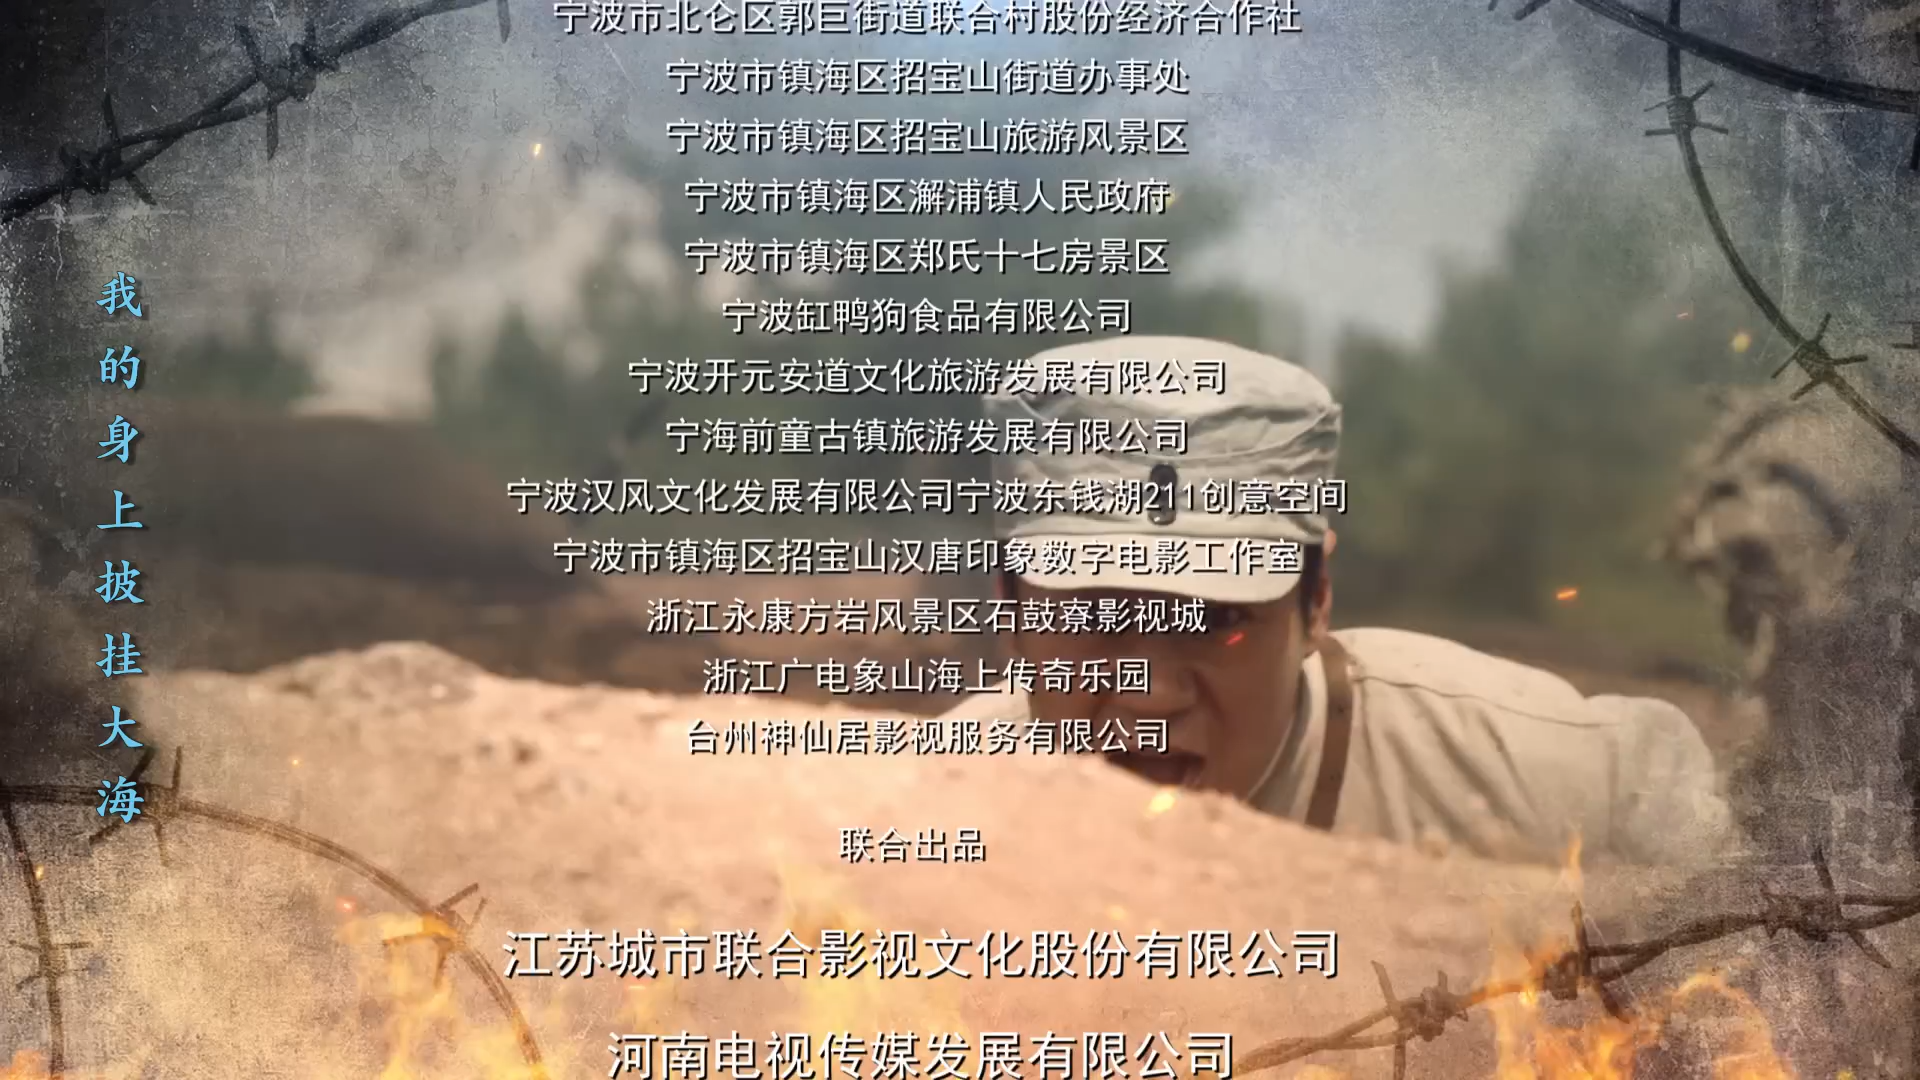 宁波市北仑区郭巨街道联合村股份经济合作社
宁波市镇海区招宝山街道办事处
宁波市镇海区招宝山旅游风景区
宁波市镇海区澥浦镇人民政府
宁波市镇海区郑氏十七房景区
宁波缸鸭狗食品有限公司
宁波开元安道文化旅游发展有限公司
宁海前童古镇旅游发展有限公司
宁波汉风文化发展有限公司宁波东钱湖211创意空间
宁波市镇海区招宝山汉唐印象数字电影工作室
浙江永康方岩风景区石鼓寮影视城
浙江广电象山海上传奇乐园
台州神仙居影视服务有限公司
联合出品
江苏城市联合影视文化股份有限公司
河南电视传媒发展有限公司
我的身上披挂大海